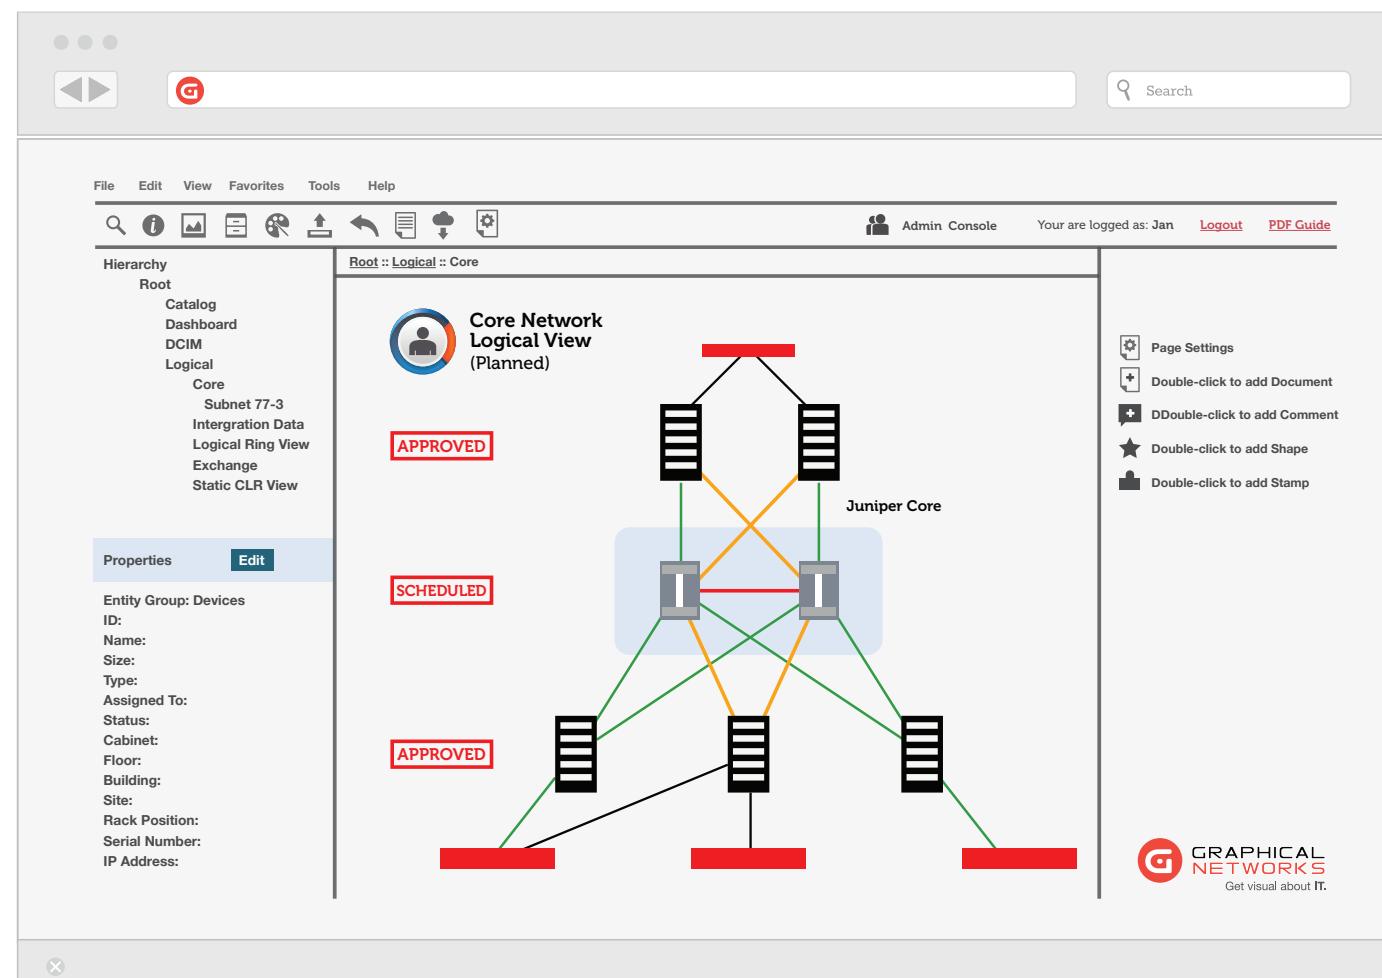 Search
File Edit View Favorites Tools Help
Admin Console Your are logged as: Jan Logout PDF Guide
Hierarchy
Root
Catalog
Dashboard
DCIM
Logical
Core
Subnet 77-3
Intergration Data
Logical Ring View
Exchange
Static CLR View
Properties Edit
Entity Group: Devices
ID:
Name:
Size:
Type:
Assigned To:
Status:
Cabinet:
Floor:
Building:
Site:
Rack Position:
Serial Number:
IP Address:
Root :: Logical :: Core
Core Network
Logical View
(Planned)
APPROVED
Juniper Core
SCHEDULED
APPROVED
Page Settings
Double-click to add Document
DDouble-click to add Comment
Double-click to add Shape
Double-click to add Stamp
GRAPHICAL
NETWORKS
Get visual about IT.